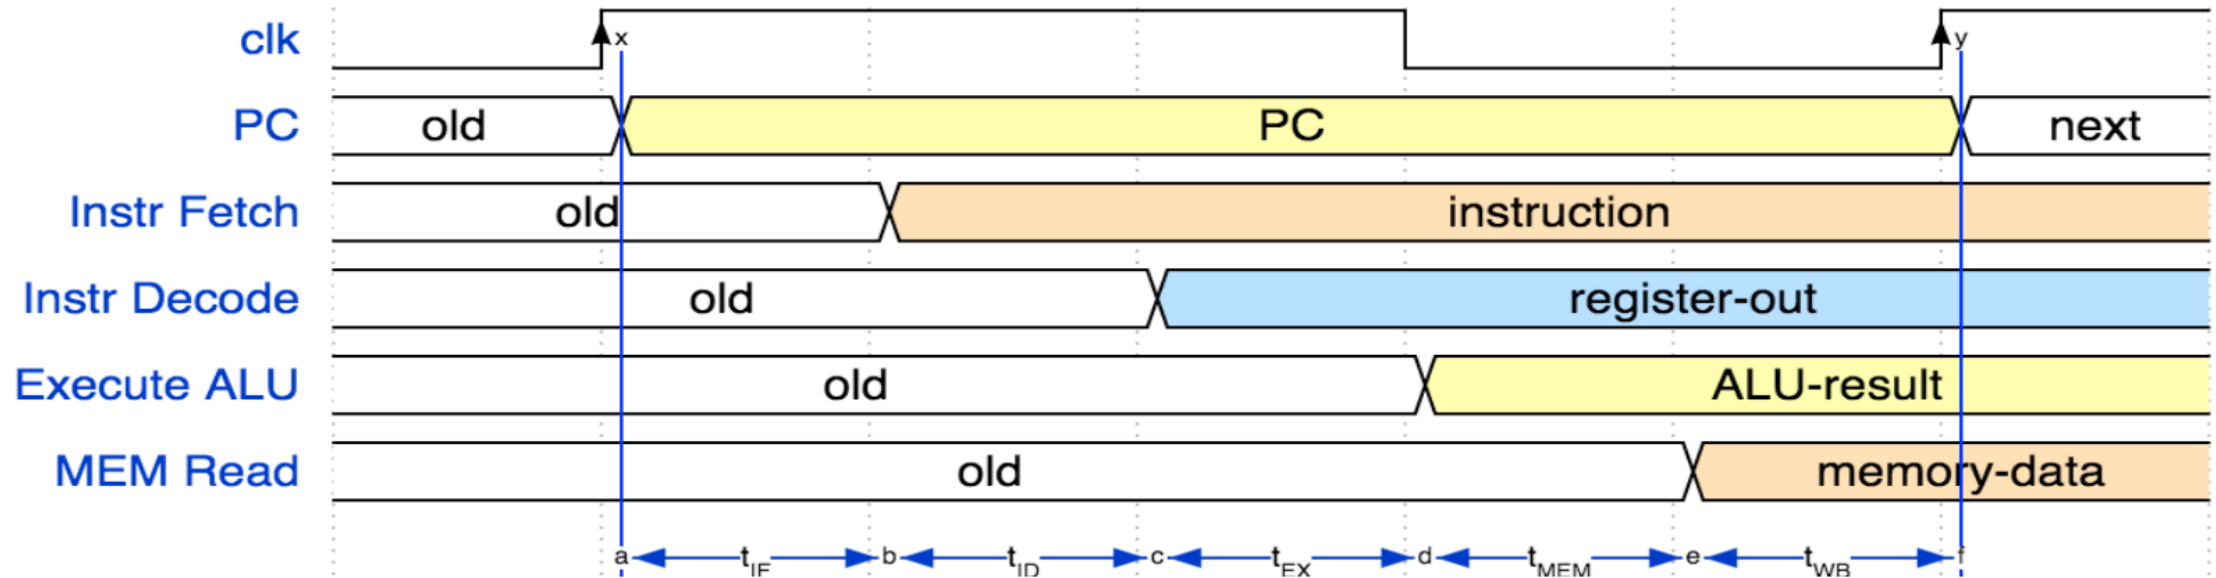 clk x y
PC old PC next
Instr Fetch old instruction
Instr Decode old register-out
Execute ALU old ALU-result
MEM Read old memory-data
a tIF b tID c tEX d tMEM e tWB f